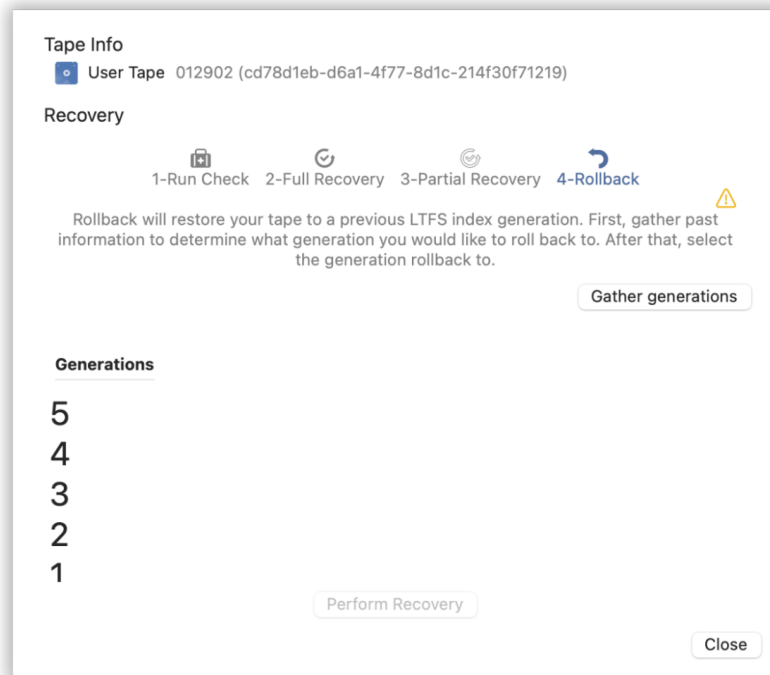 Tape Info
User Tape 012902 (cd78d1eb-d6a1-4f77-8d1c-214f30f71219)
Recovery
1-Run Check 2-Full Recovery 3-Partial Recovery 4-Rollback
Rollback will restore your tape to a previous LTFS index generation. First, gather past
information to determine what generation you would like to roll back to. After that, select
the generation rollback to.
Gather generations
Generations
5
4
3
2
1
Perform Recovery
Close